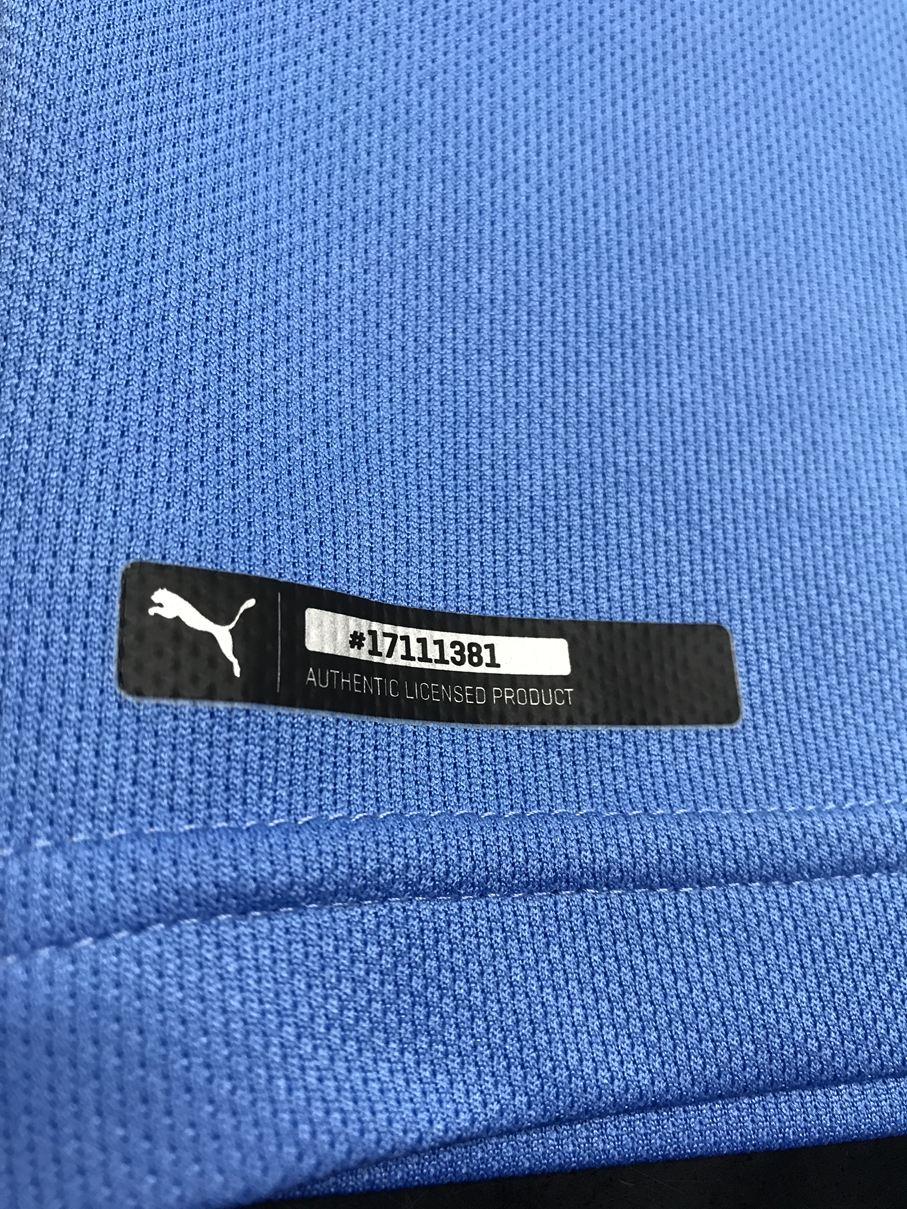 #17111381
AUTHENTIC LICENSED PRODUCT